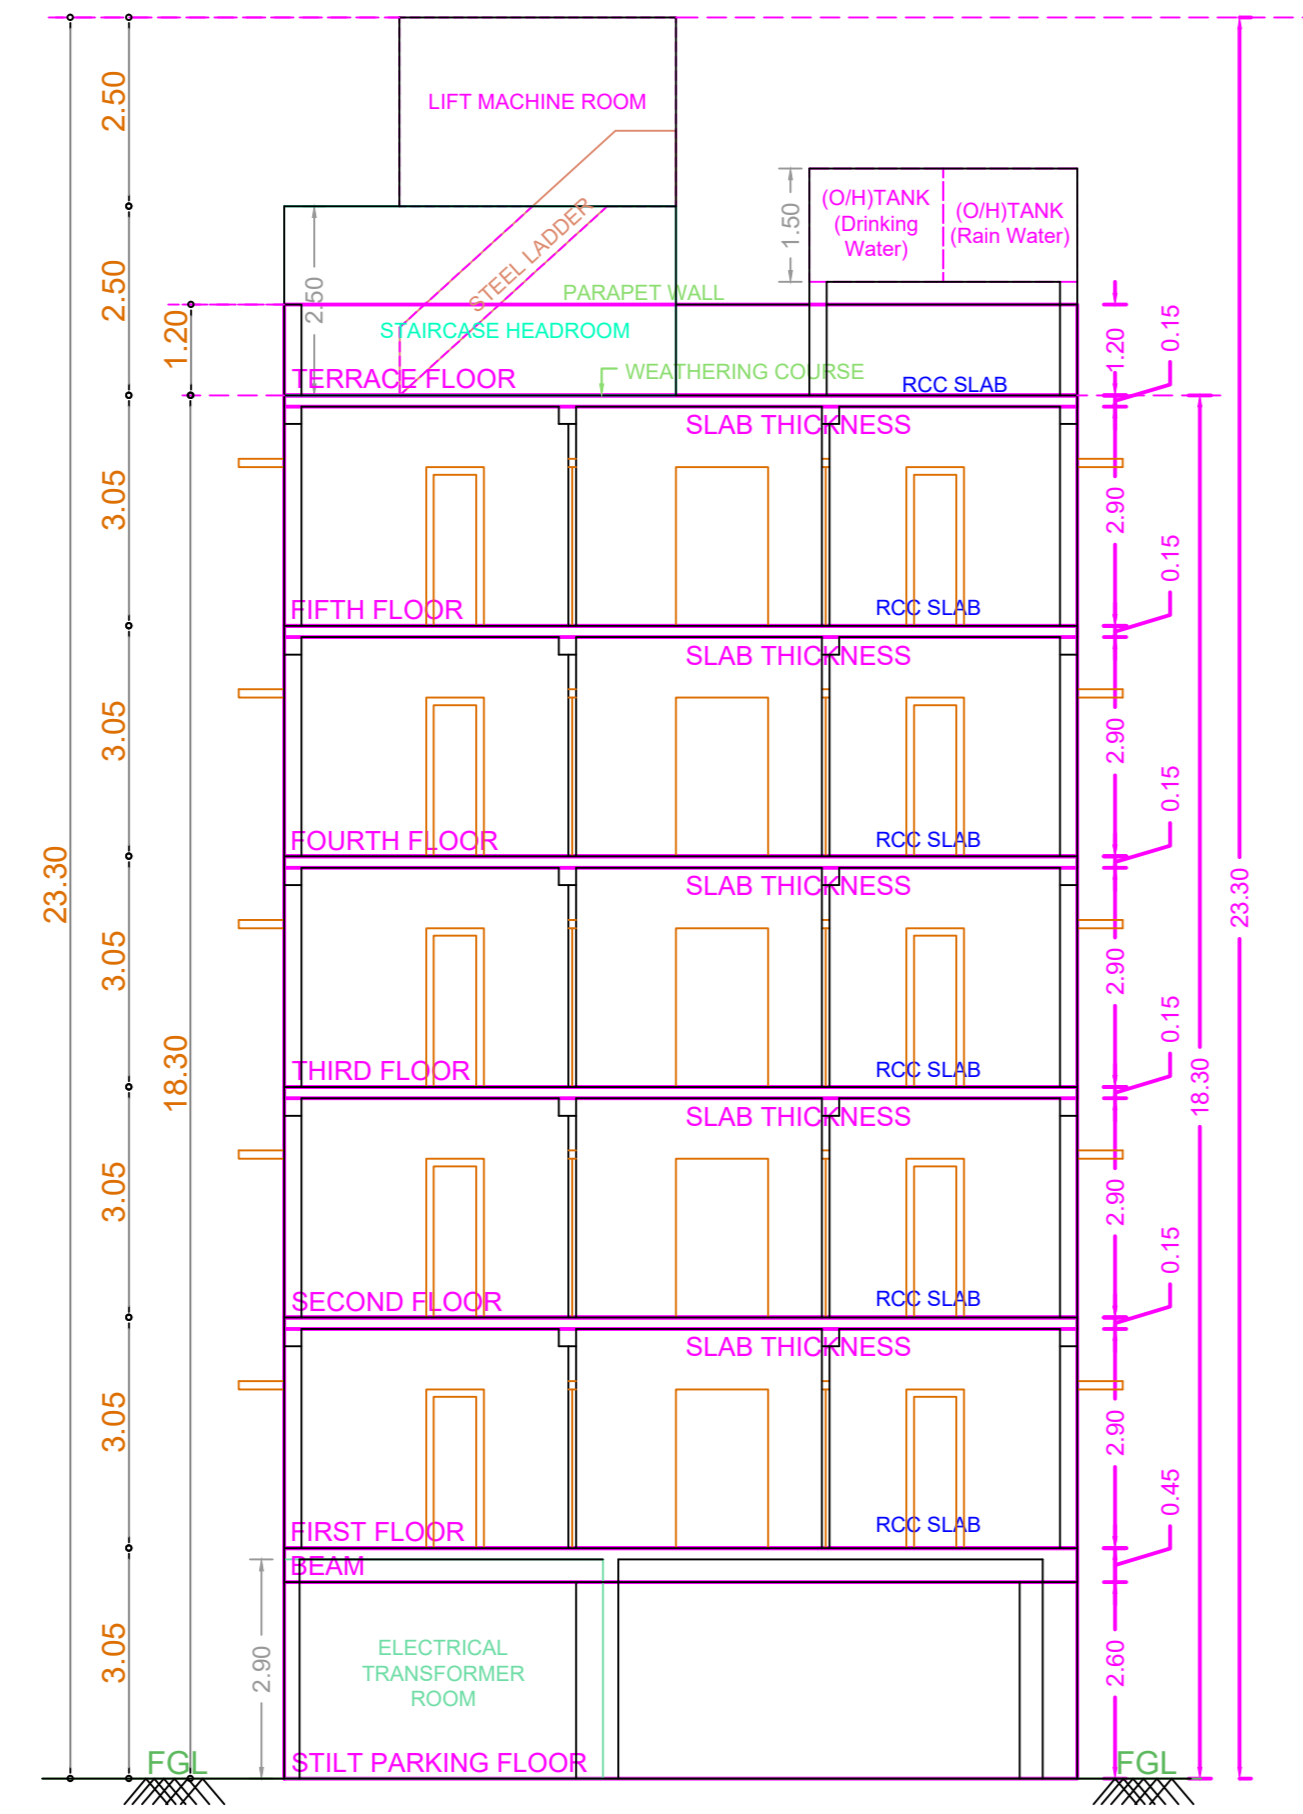 LIFT MACHINE ROOM
2.50
(O/H)TANK
(Drinking
Water)
(O/H)TANK
(Rain Water)
1.50
STEEL LADDER
2.50
2.50
PARAPET WALL
STAIRCASE HEADROOM
1.20
1.20
0.15
WEATHERING COURSE
TERRACE FLOOR
RCC SLAB
SLAB THICKNESS
3.05
2.90
0.15
FIFTH FLOOR
RCC SLAB
SLAB THICKNESS
3.05
2.90
0.15
FOURTH FLOOR
RCC SLAB
SLAB THICKNESS
23.30
23.30
3.05
2.90
0.15
THIRD FLOOR
RCC SLAB
18.30
18.30
SLAB THICKNESS
3.05
2.90
0.15
SECOND FLOOR
RCC SLAB
SLAB THICKNESS
3.05
2.90
0.45
FIRST FLOOR
RCC SLAB
BEAM
3.05
2.90
ELECTRICAL
TRANSFORMER
ROOM
2.60
FGL
STILT PARKING FLOOR
FGL